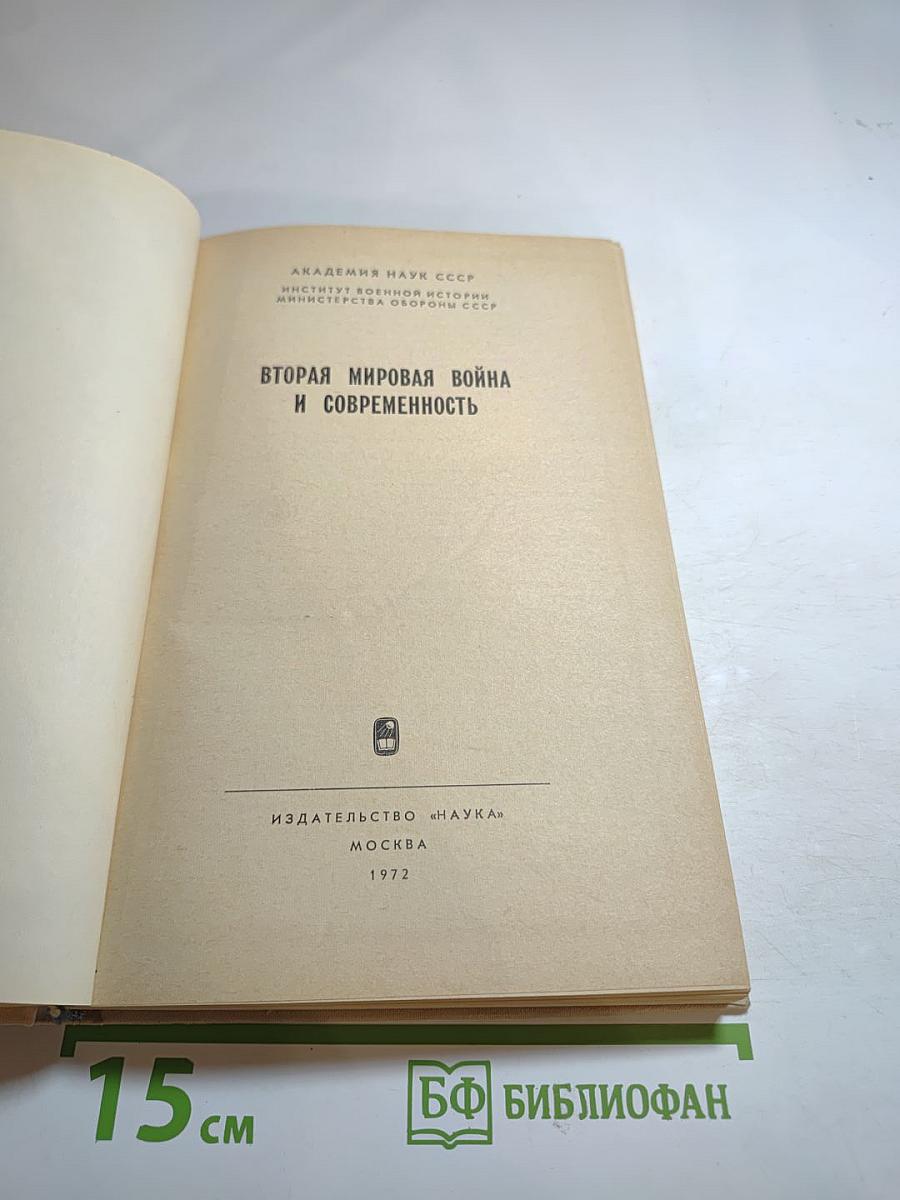 АКАДЕМИЯ НАУК СССР
ИНСТИТУТ ВОЕННОЙ ИСТОРИИ
МИНИСТЕРСТВА ОБОРОНЫ СССР
ВТОРАЯ МИРОВАЯ ВОЙНА
И СОВРЕМЕННОСТЬ
ИЗДАТЕЛЬСТВО «НАУКА»
МОСКВА
1972
15 см
БФ БИБЛИОФАН